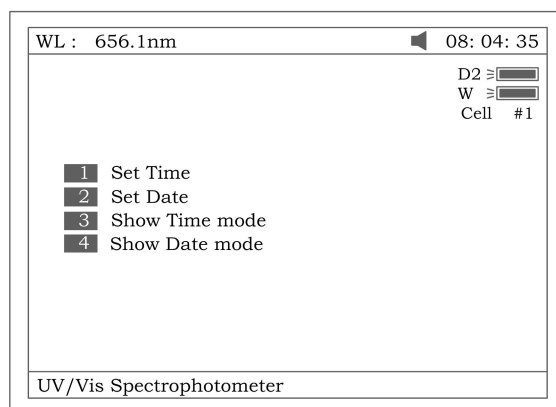 WL :   656.1nm   08: 04: 35
D2
W
Cell   #1
1 Set Time
2 Set Date
3 Show Time mode
4 Show Date mode
UV/Vis Spectrophotometer